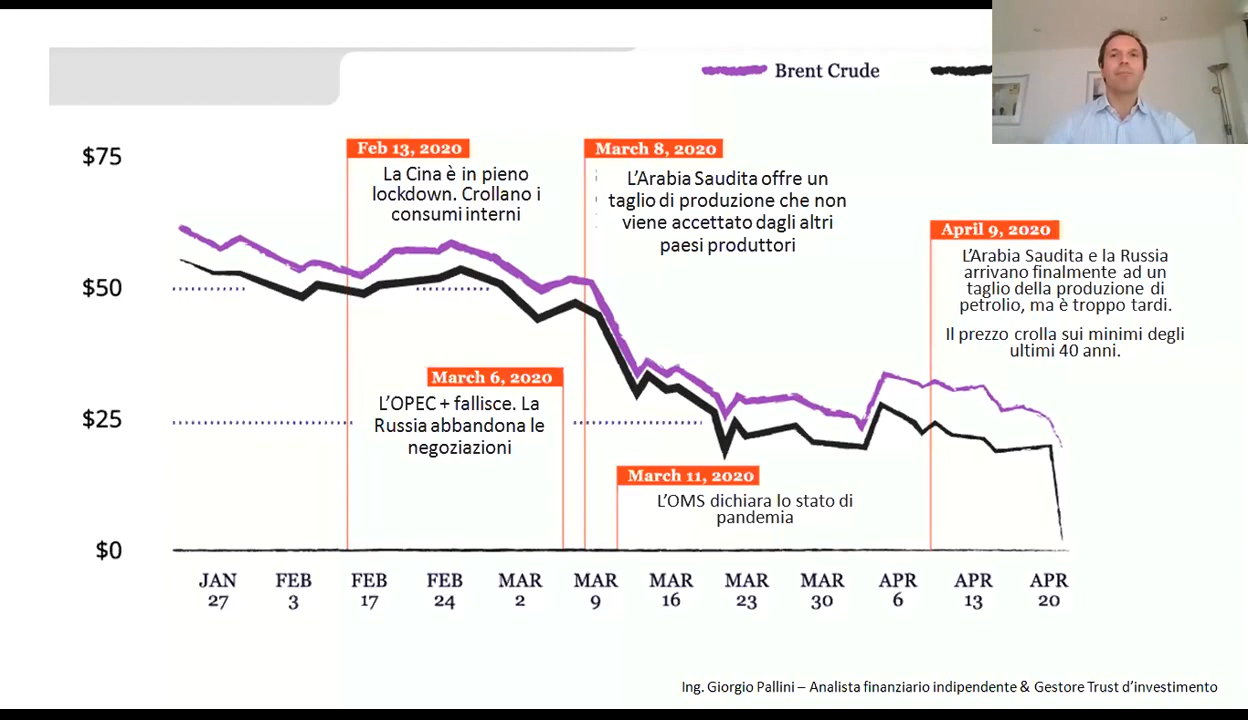 Brent Crude
$75
$50
$25
$0
Feb 13, 2020
La Cina è in pieno
lockdown. Crollano i
consumi interni
March 8, 2020
L'Arabia Saudita offre un
taglio di produzione che non
viene accettato dagli altri
paesi produttori
April 9, 2020
L'Arabia Saudita e la Russia
arrivano finalmente ad un
taglio della produzione di
petrolio, ma è troppo tardi.
Il prezzo crolla sui minimi degli
ultimi 40 anni.
March 6, 2020
L'OPEC + fallisce. La
Russia abbandona le
negoziazioni
March 11, 2020
L'OMS dichiara lo stato di
pandemia
JAN FEB FEB FEB MAR MAR MAR MAR MAR APR APR APR
27 3 17 24 2 9 16 23 30 6 13 20
Ing. Giorgio Pallini – Analista finanziario indipendente & Gestore Trust d'investimento